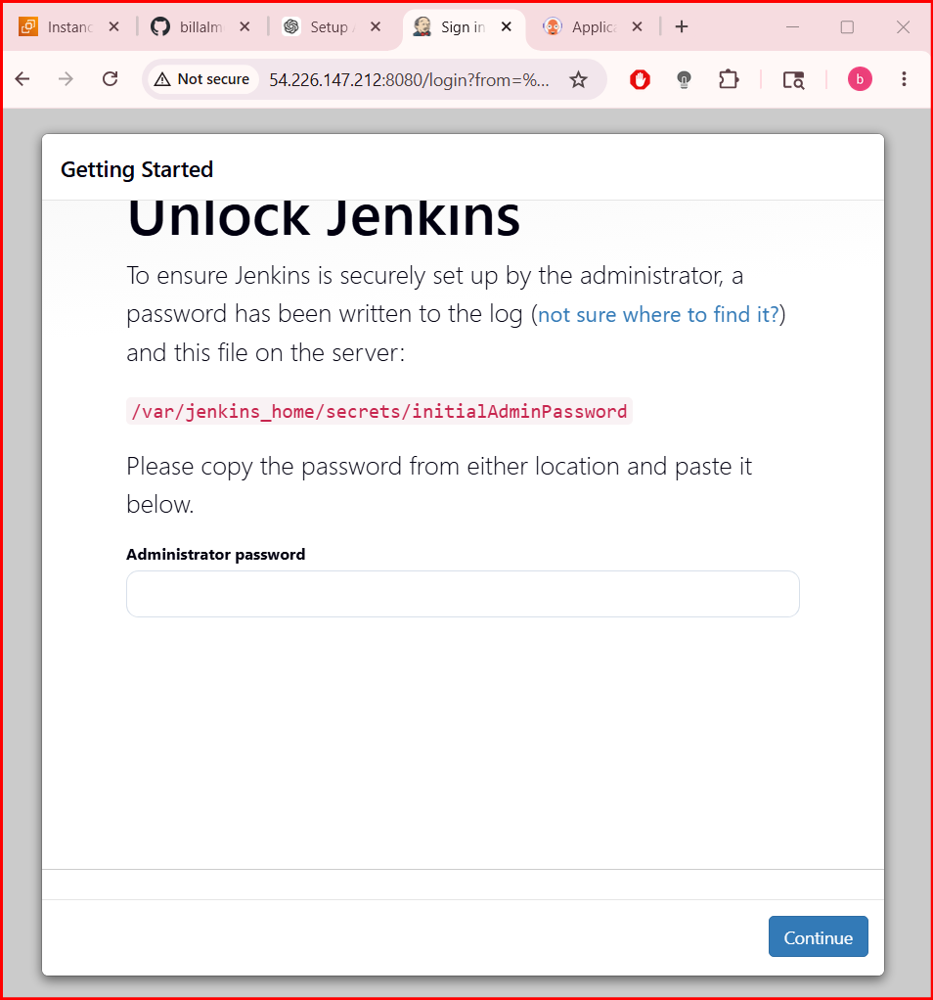 Instanc
billalm
Setup
Sign in
Applica
Not secure
54.226.147.212:8080/login?from=%...
b
Getting Started
Unlock Jenkins
To ensure Jenkins is securely set up by the administrator, a
password has been written to the log (not sure where to find it?)
and this file on the server:
/var/jenkins_home/secrets/initialAdminPassword
Please copy the password from either location and paste it
below.
Administrator password
Continue